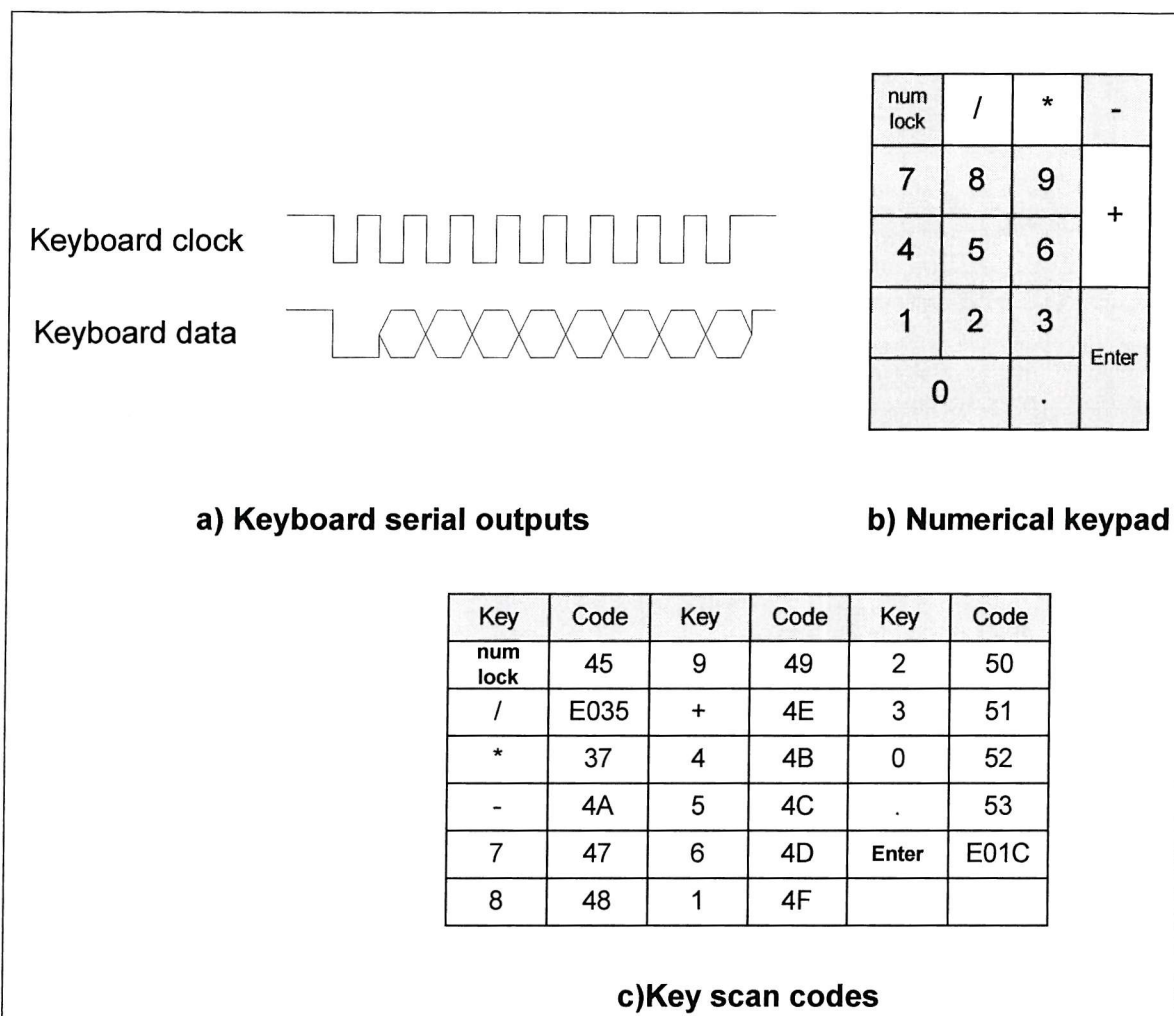 Keyboard clock
Keyboard data
a) Keyboard serial outputs
num lock / * -
7 8 9 +
4 5 6
1 2 3 Enter
0 .
b) Numerical keypad
Key Code Key Code Key Code
num lock 45 9 49 2 50
/ E035 + 4E 3 51
* 37 4 4B 0 52
- 4A 5 4C . 53
7 47 6 4D Enter E01C
8 48 1 4F
c)Key scan codes